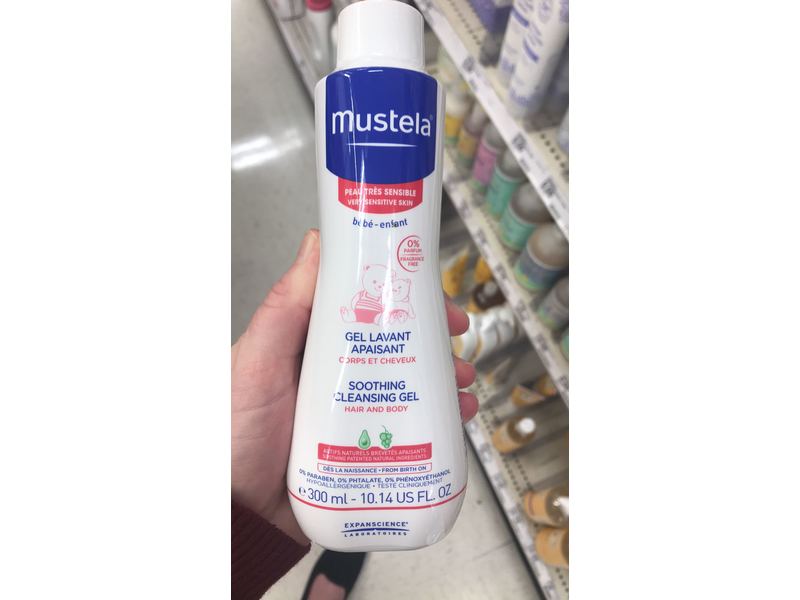 mustela
PEAU TRÈS SENSIBLE
VERY SENSITIVE SKIN
bébé-enfant
0%
PARFUM
FRAGRANCE
FREE
GEL LAVANT
APAISANT
CORPS ET CHEVEUX
SOOTHING
CLEANSING GEL
HAIR AND BODY
ACTIFS NATURELS BREVETÉS APAISANTS
SOOTHING PATENTED NATURAL INGREDIENTS
DÈS LA NAISSANCE • FROM BIRTH ON
0% PARABEN, 0% PHTALATE, 0% PHÉNOXYÉTHANOL
HYPOALLERGÉNIQUE • TESTÉ CLINIQUEMENT
e 300 ml - 10.14 US FL. OZ
EXPANSCIENCE
LABORATOIRES